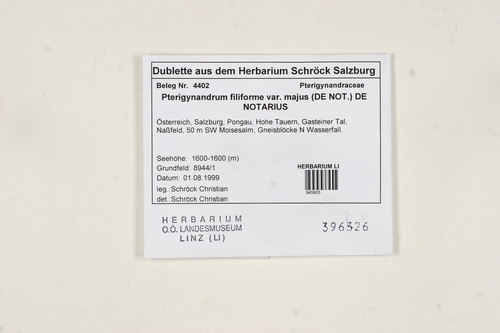 Dublette aus dem Herbarium Schröck Salzburg
Beleg Nr. 4402 Pterigynandraceae
Pterigynandrum filiforme var. majus (DE NOT.) DE
NOTARIUS
Österreich, Salzburg, Pongau, Hohe Tauern, Gasteiner Tal,
Naßfeld, 50 m SW Moisesalm, Gneisblöcke N Wasserfall.
Seehöhe: 1600-1600 (m)
Grundfeld: 8944/1
Datum: 01.08.1999
leg.:Schröck Christian
det.:Schröck Christian
HERBARIUM LI
HERBARIUM
O.Ö. LANDESMUSEUM
LINZ (LI)
396326